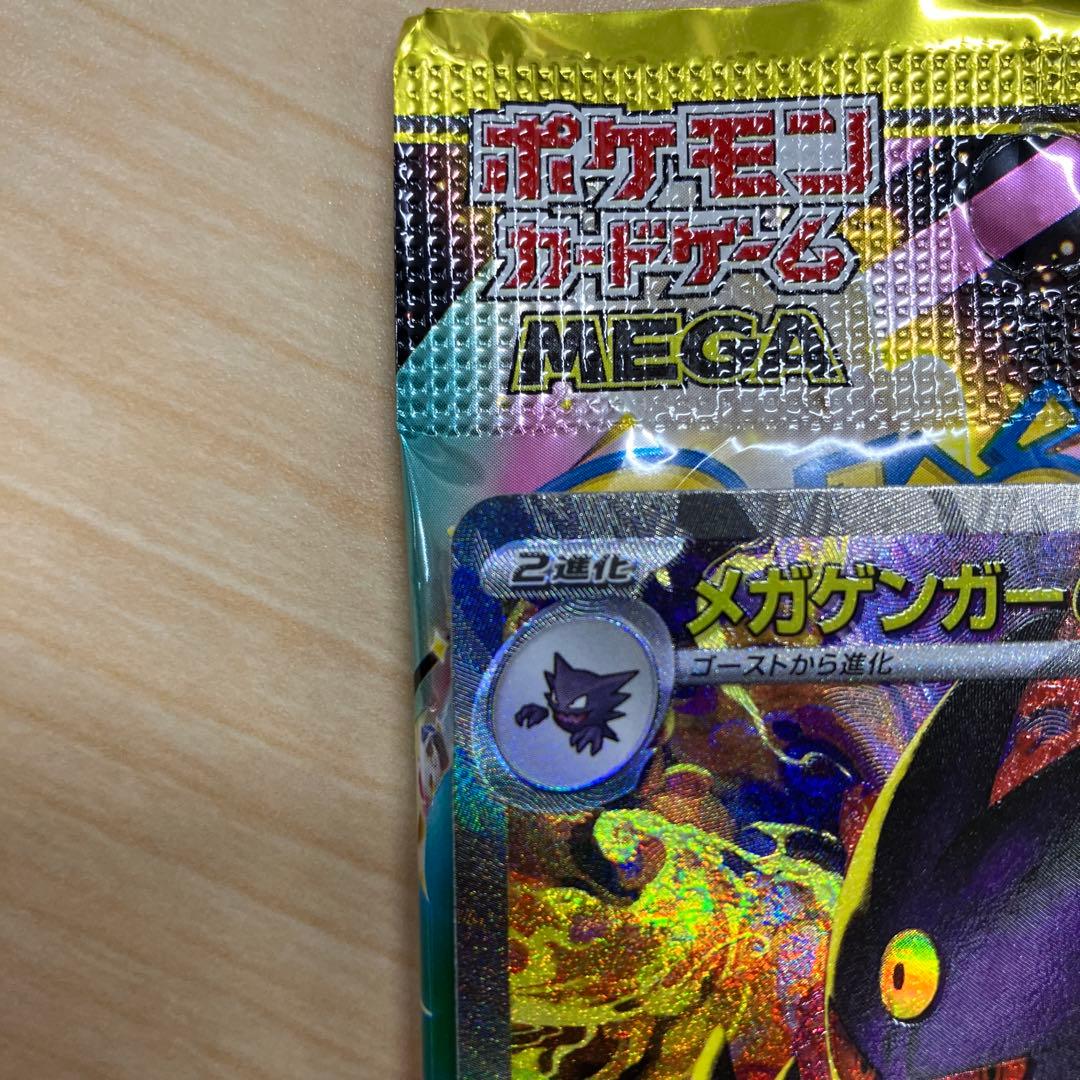 ポケモン
カードゲーム
MEGA
2進化
メガゲンガー
ゴーストから進化